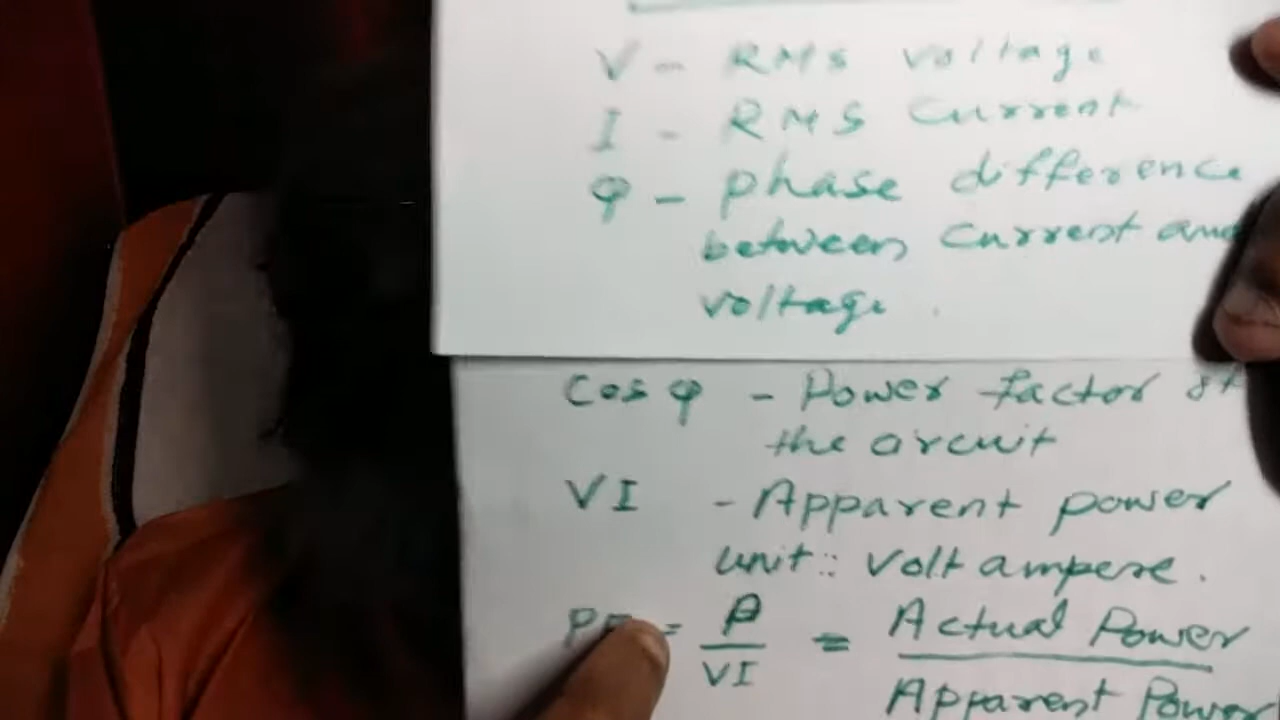 V - RMS voltage
I - RMS Current
φ - phase difference
between current and
voltage.
Cos φ - Power factor of
the circuit
VI - Apparent power
unit:: Volt ampere.
PF = P / VI = Actual Power / Apparent Power